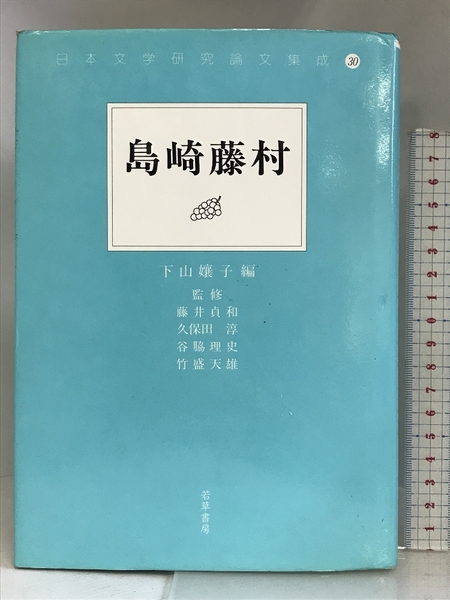 日本文学研究論文集成 30
島崎藤村
下山孃子編
監修
藤井貞和
久保田 淳
谷脇理史
竹盛天雄
若草書房